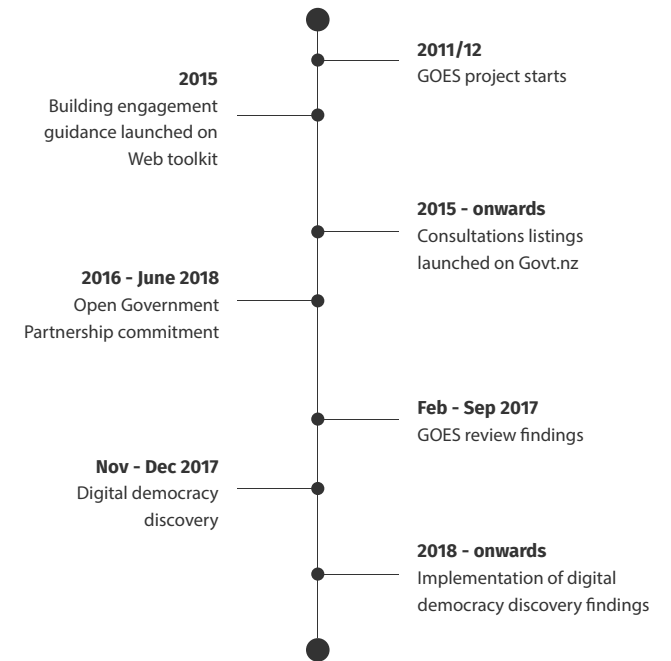 2011/12
GOES project starts
2015
Building engagement
guidance launched on
Web toolkit
2015 - onwards
Consultations listings
launched on Govt.nz
2016 - June 2018
Open Government
Partnership commitment
Feb - Sep 2017
GOES review findings
Nov - Dec 2017
Digital democracy
discovery
2018 - onwards
Implementation of digital
democracy discovery findings